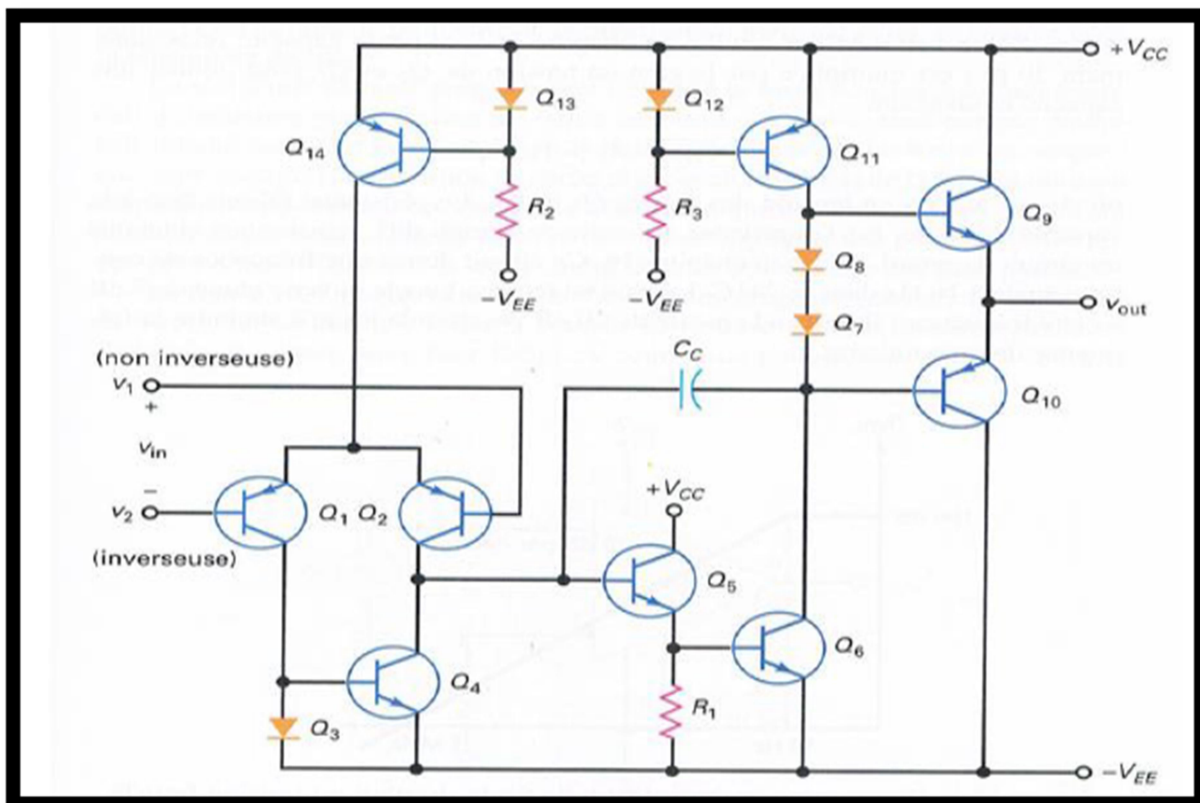 +VCC
Q13
Q12
Q14
Q11
R2
R3
Q9
Q8
−VEE
−VEE
vout
Q7
(non inverseuse)
CC
v1
+
Q10
vin
+VCC
−
v2
Q1 Q2
(inverseuse)
Q5
Q6
Q4
R1
Q3
−VEE